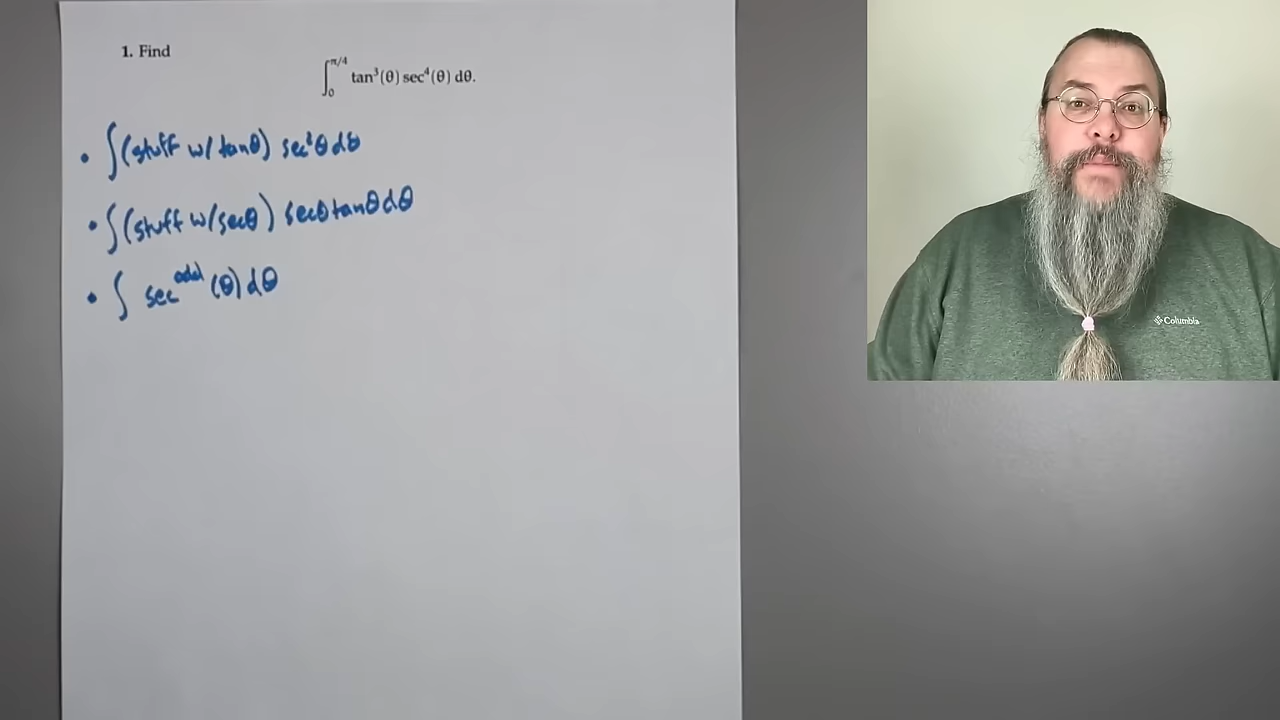 1. Find
∫₀^π/4 tan³(θ) sec⁴(θ) dθ.
• ∫(stuff w/ tanθ) sec²θ dθ
• ∫(stuff w/ secθ) secθ tanθ dθ
• ∫ sec^odd (θ) dθ
Columbia